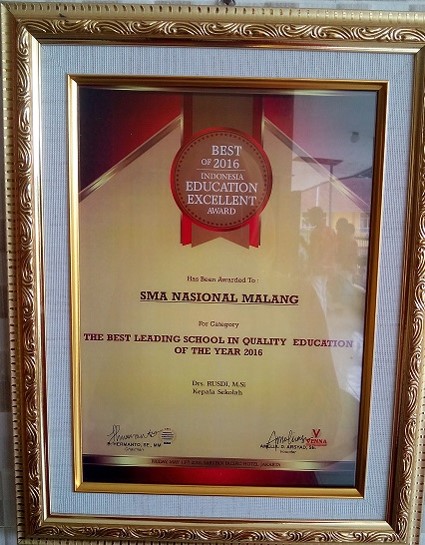 BEST
OF 2016
INDONESIA
EDUCATION
EXCELLENT
AWARD
Has Been Awarded To :
SMA NASIONAL MALANG
For Category
THE BEST LEADING SCHOOL IN QUALITY EDUCATION
OF THE YEAR 2016
Drs. RUSDI, M.Si
Kepala Sekolah